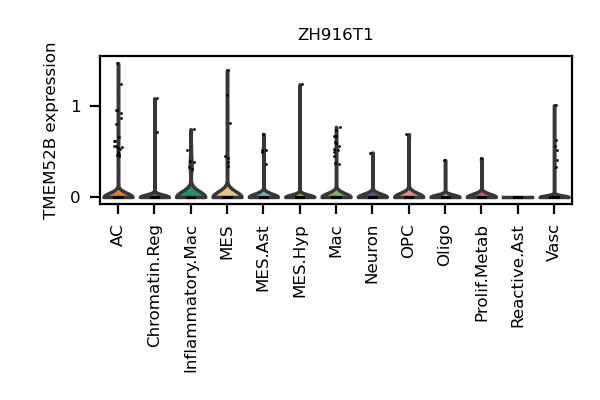 ZH916T1
TMEM52B expression
1
0
AC
Chromatin.Reg
Inflammatory.Mac
MES
MES.Ast
MES.Hyp
Mac
Neuron
OPC
Oligo
Prolif.Metab
Reactive.Ast
Vasc